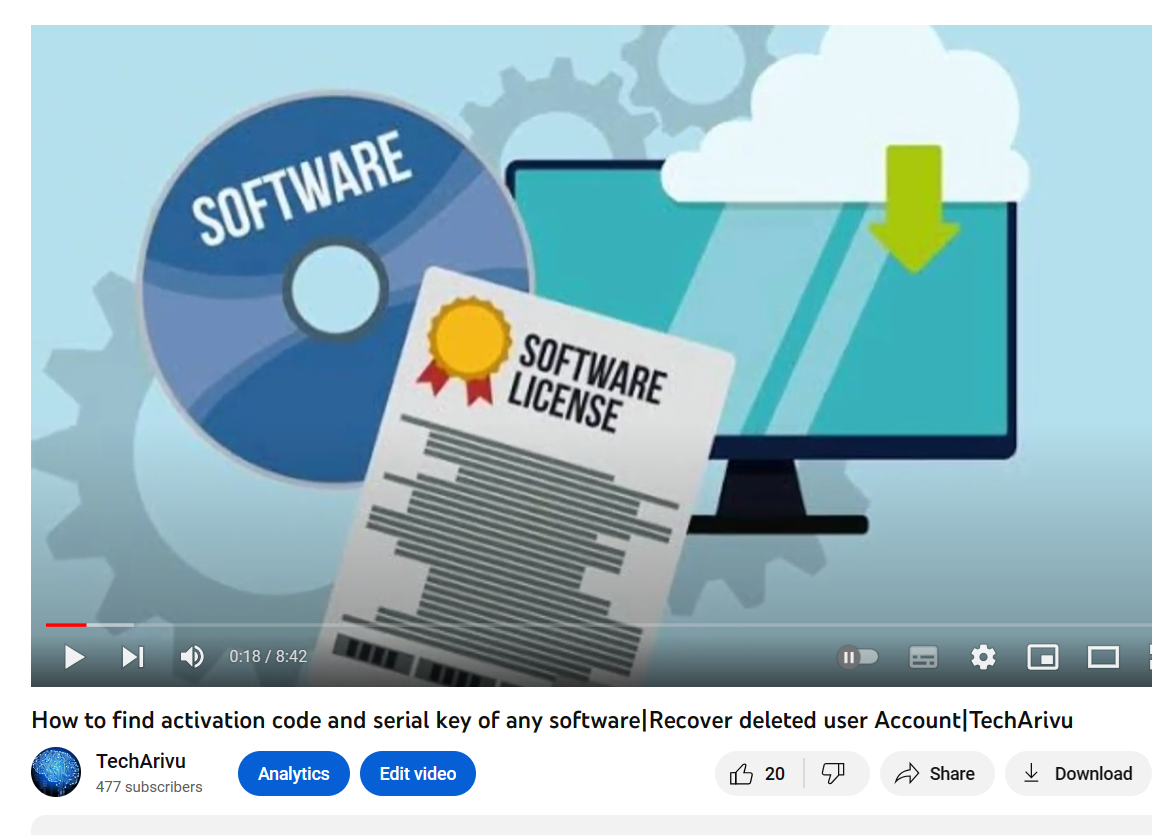 SOFTWARE
SOFTWARE
LICENSE
0:18 / 8:42
How to find activation code and serial key of any software|Recover deleted user Account|TechArivu
TechArivu
477 subscribers
Analytics
Edit video
20
Share
Download